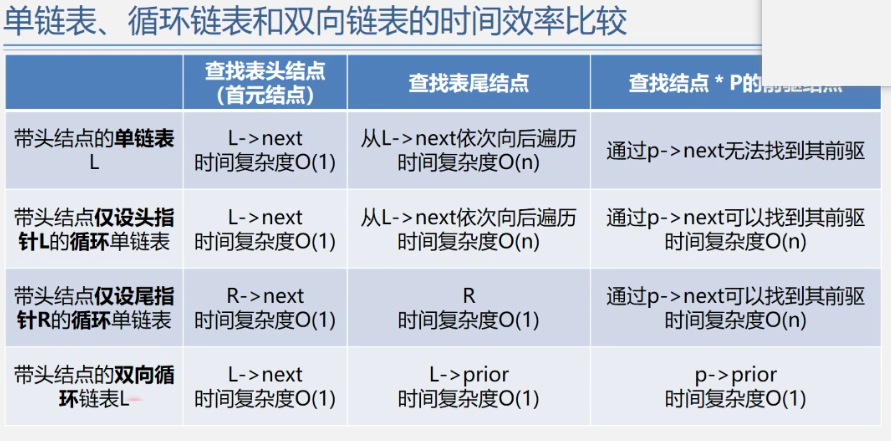 单链表、循环链表和双向链表的时间效率比较
查找表头结点
（首元结点）
查找表尾结点
查找结点 * P的前驱结点
带头结点的单链表
L
L->next
时间复杂度O(1)
从L->next依次向后遍历
时间复杂度O(n)
通过p->next无法找到其前驱
带头结点仅设头指
针L的循环单链表
L->next
时间复杂度O(1)
从L->next依次向后遍历
时间复杂度O(n)
通过p->next可以找到其前驱
时间复杂度O(n)
带头结点仅设尾指
针R的循环单链表
R->next
时间复杂度O(1)
R
时间复杂度O(1)
通过p->next可以找到其前驱
时间复杂度O(n)
带头结点的双向循
环链表L
L->next
时间复杂度O(1)
L->prior
时间复杂度O(1)
p->prior
时间复杂度O(1)